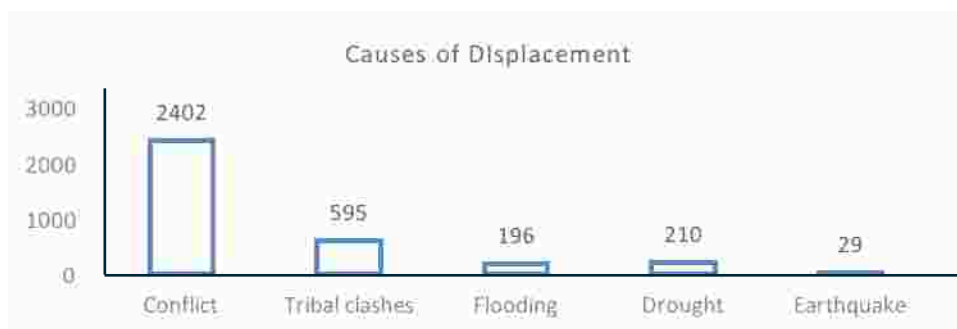 Causes of DIsplacement
3000
2402
2000
1000
595
196
210
29
0
Conflict
Tribal clashes
Flooding
Drought
Earthquake